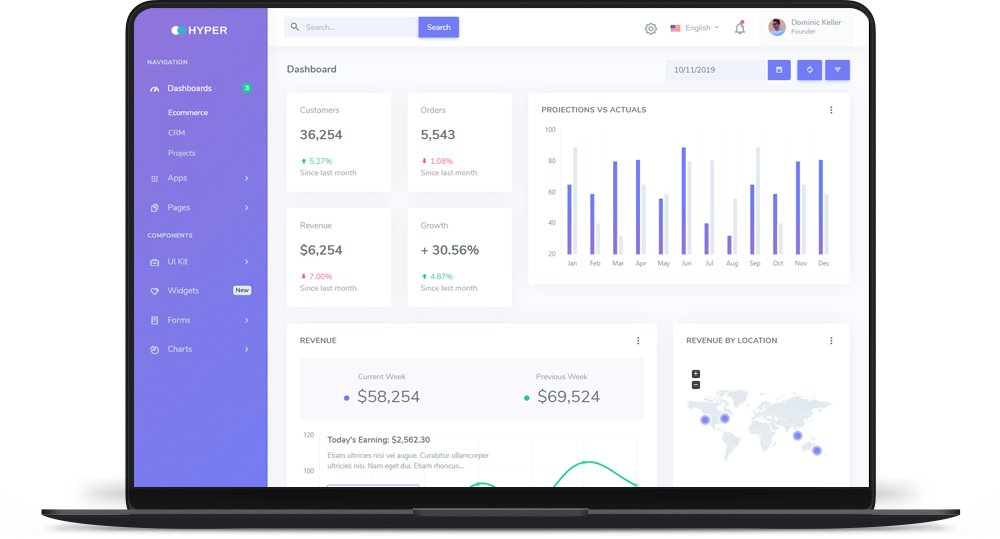 HYPER
Search...
Search
English
Dominic Keller
Founder
NAVIGATION
Dashboards
3
Ecommerce
CRM
Projects
Apps
Pages
COMPONENTS
UI Kit
Widgets
New
Forms
Charts
Dashboard
10/11/2019
Customers
36,254
5.27%
Since last month
Orders
5,543
1.08%
Since last month
Revenue
$6,254
7.00%
Since last month
Growth
+ 30.56%
4.87%
Since last month
PROJECTIONS VS ACTUALS
100
80
60
40
20
Jan Feb Mar Apr May Jun Jul Aug Sep Oct Nov Dec
REVENUE
Current Week
$58,254
Previous Week
$69,524
120
100
Today's Earning: $2,562.30
Etiam ultricies nisi vel augue. Curabitur ullamcorper
ultricies nisi. Nam eget dui. Etiam rhoncus...
REVENUE BY LOCATION
+
−